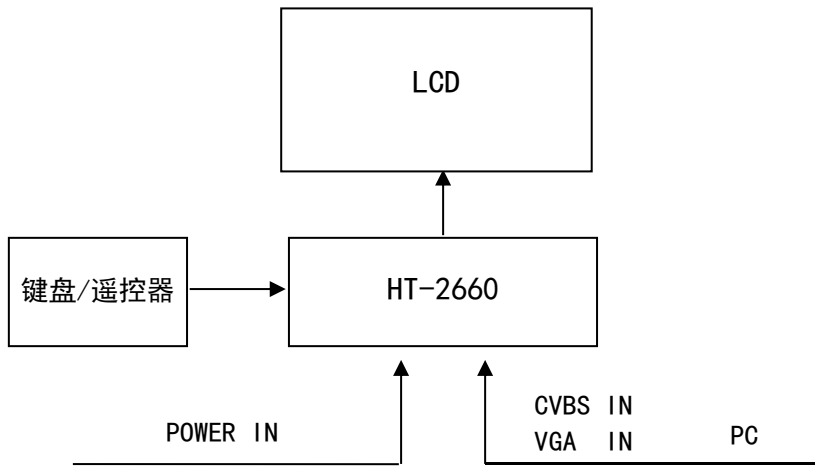 LCD
键盘/遥控器
HT-2660
POWER IN
CVBS IN
VGA IN
PC